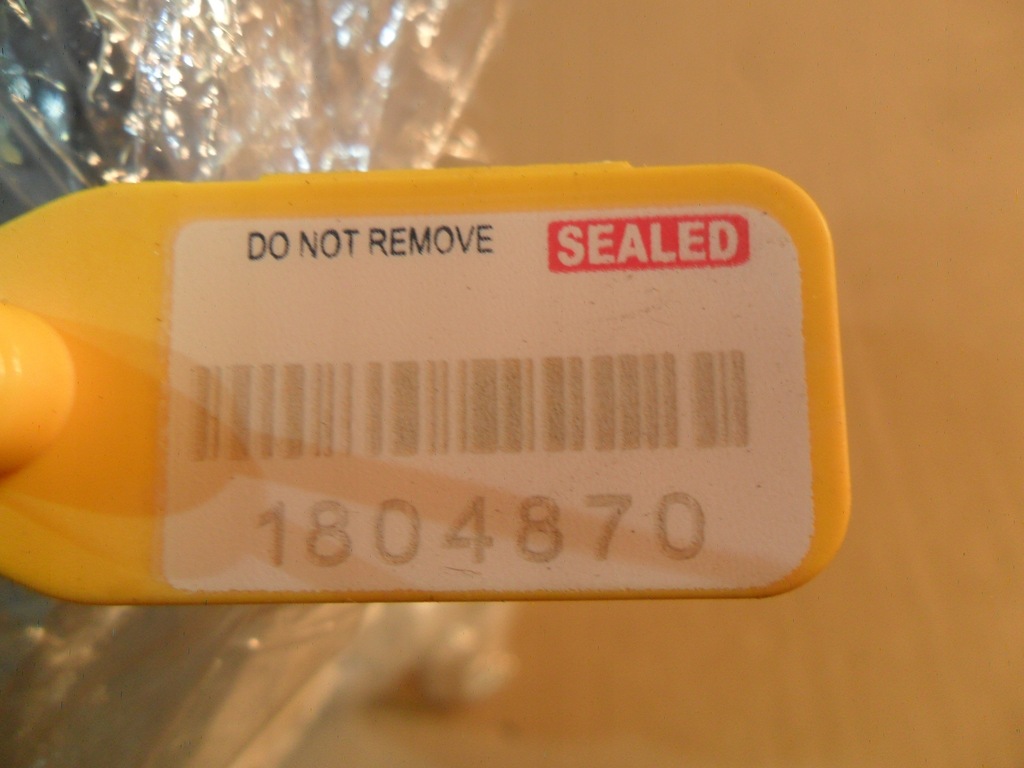 DO NOT REMOVE SEALED
1804870